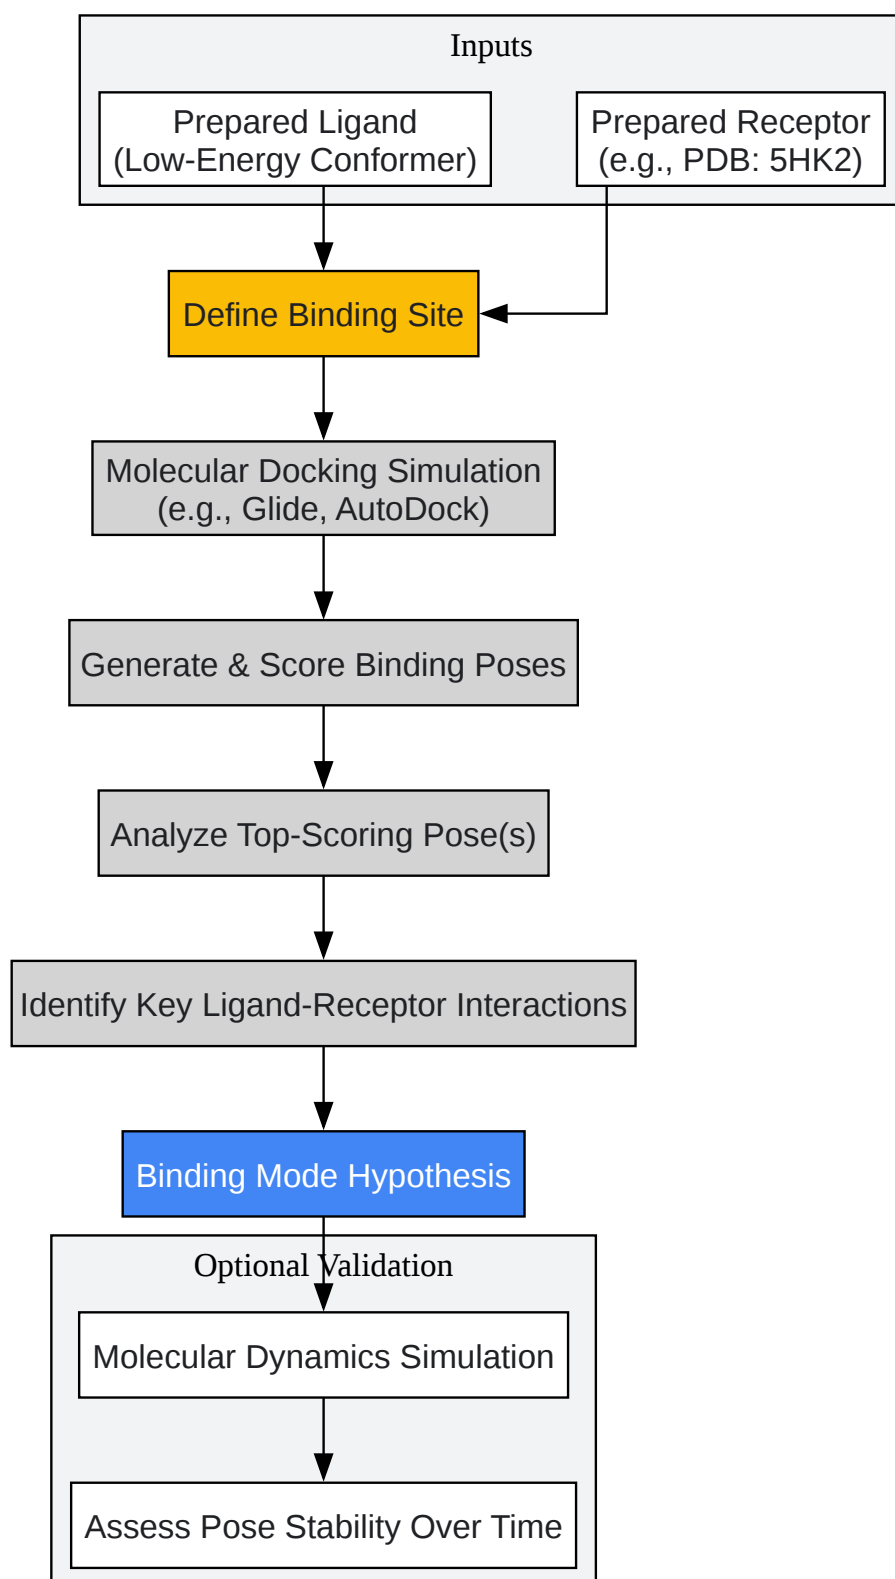 Inputs
Prepared Ligand
(Low-Energy Conformer)
Prepared Receptor
(e.g., PDB: 5HK2)
Define Binding Site
Molecular Docking Simulation
(e.g., Glide, AutoDock)
Generate & Score Binding Poses
Analyze Top-Scoring Pose(s)
Identify Key Ligand-Receptor Interactions
Binding Mode Hypothesis
Optional Validation
Molecular Dynamics Simulation
Assess Pose Stability Over Time